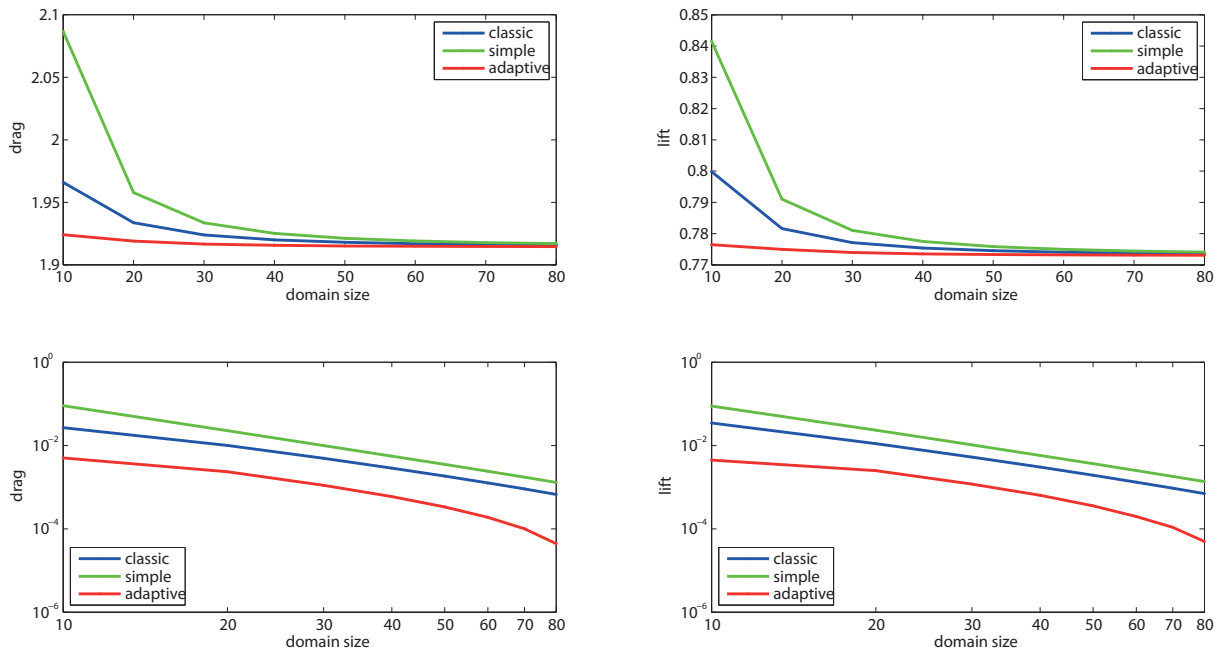 2.1
2.05
2
1.95
1.9
drag
10 20 30 40 50 60 70 80
domain size
classic
simple
adaptive
0.85
0.84
0.83
0.82
0.81
0.8
0.79
0.78
0.77
lift
10 20 30 40 50 60 70 80
domain size
classic
simple
adaptive
10^0
10^-2
10^-4
10^-6
drag
10 20 30 40 50 60 70 80
domain size
classic
simple
adaptive
10^0
10^-2
10^-4
10^-6
lift
10 20 30 40 50 60 70 80
domain size
classic
simple
adaptive